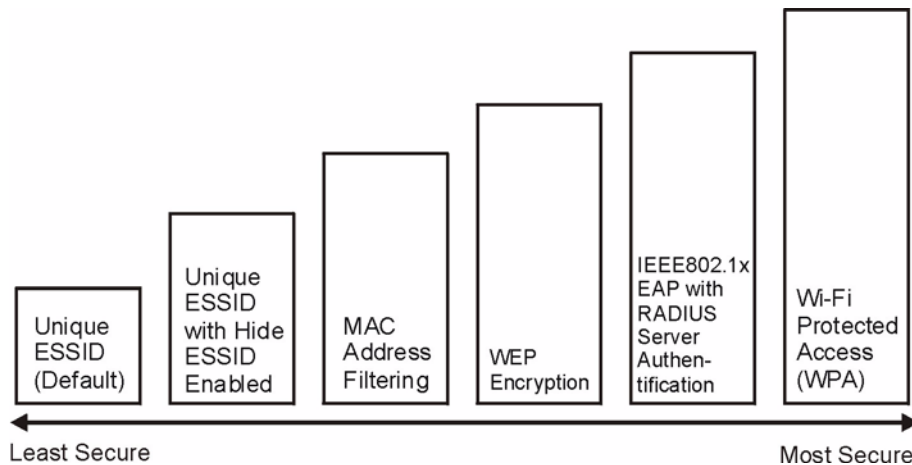 Unique
ESSID
(Default)
Unique
ESSID
with Hide
ESSID
Enabled
MAC
Address
Filtering
WEP
Encryption
IEEE802.1x
EAP with
RADIUS
Server
Authen-
tification
Wi-Fi
Protected
Access
(WPA)
Least Secure
Most Secure